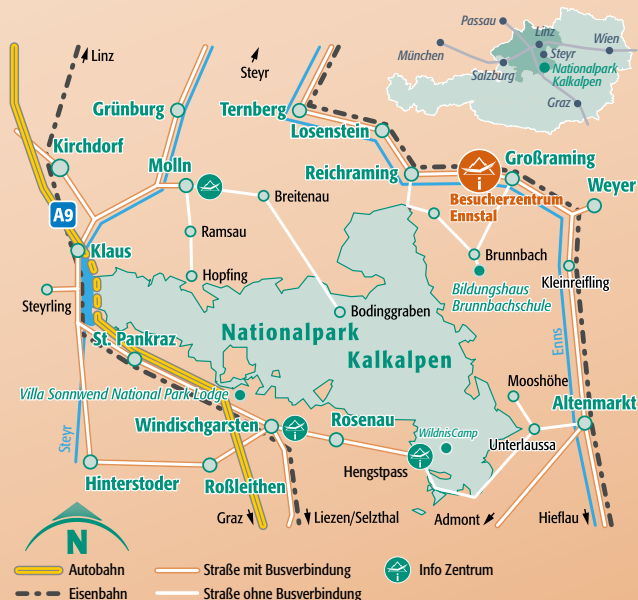 Passau
Linz
Wien
Steyr
München
Salzburg
Nationalpark
Kalkalpen
Graz
Linz
Steyr
Grünburg
Ternberg
Losenstein
Kirchdorf
Molln
Reichraming
Großraming
Weyer
Besucherzentrum
Ennstal
Breitenau
A9
Ramsau
Klaus
Brunnbach
Hopfing
Kleinreifling
Bildungshaus
Brunnbachschule
Steyrling
Bodinggraben
Nationalpark
Kalkalpen
St. Pankraz
Enns
Mooshöhe
Villa Sonnwend National Park Lodge
Altenmarkt
Windischgarsten
Rosenau
WildnisCamp
Unterlaussa
Steyr
Hengstpass
Hinterstoder
Roßleithen
Graz
Liezen/Selzthal
Admont
Hieflau
N
Autobahn
Straße mit Busverbindung
Info Zentrum
Eisenbahn
Straße ohne Busverbindung